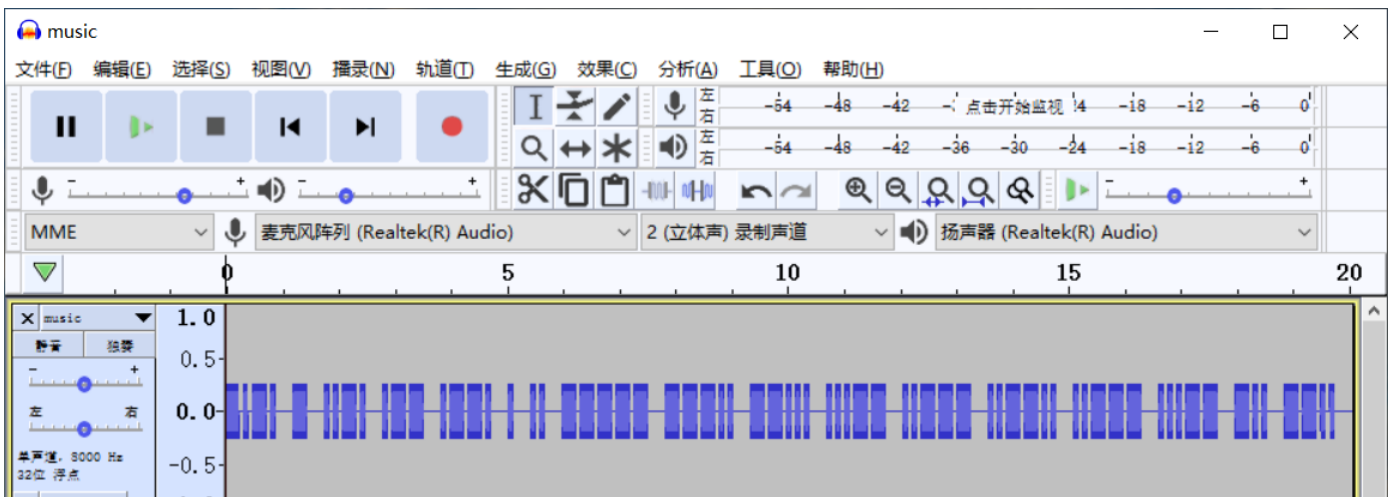 music
文件(F) 编辑(E) 选择(S) 视图(V) 播录(N) 轨道(T) 生成(G) 效果(C) 分析(A) 工具(O) 帮助(H)
左 右 -54 -48 -42 点击开始监视 -18 -12 -6 0
左 右 -54 -48 -42 -36 -30 -24 -18 -12 -6 0
MME 麦克风阵列 (Realtek(R) Audio) 2 (立体声) 录制声道 扬声器 (Realtek(R) Audio)
0 5 10 15 20
music 1.0
静音 独奏 0.5
左 右 0.0
单声道, 8000 Hz -0.5
32位 浮点